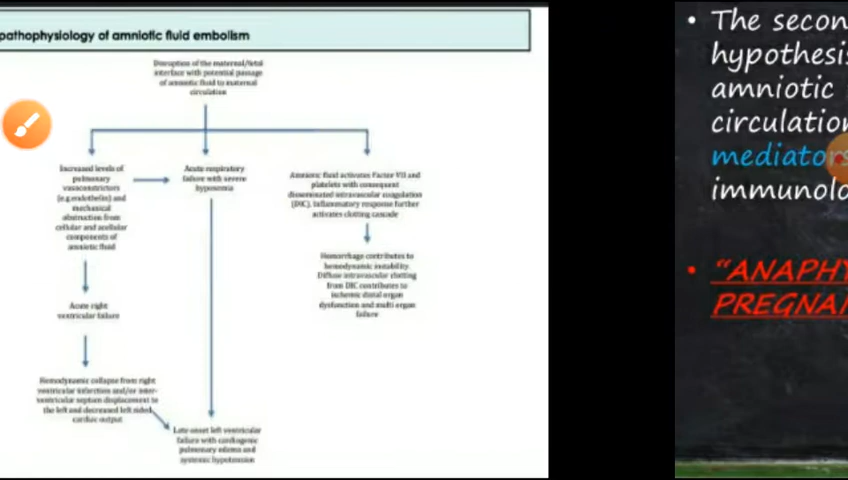 pathophysiology of amniotic fluid embolism
Disruption of the maternal/fetal
interface with potential passage
of amniotic fluid to maternal
circulation
Increased levels of
pulmonary
vasoconstrictors
(e.g.endothelin) and
mechanical
obstruction from
cellular and acellular
components of
amniotic fluid
Acute respiratory
failure with severe
hypoxemia
Amniotic fluid activates Factor VII and
platelets with consequent
disseminated intravascular coagulation
(DIC). Inflammatory response further
activates clotting cascade
Acute right
ventricular failure
Hemorrhage contributes to
hemodynamic instability.
Diffuse intravascular clotting
from DIC contributes to
ischemic distal organ
dysfunction and multi organ
failure
Hemodynamic collapse from right
ventricular infarction and/or inter-
ventricular septum displacement to
the left and decreased left sided
cardiac output
Late onset left ventricular
failure with cardiogenic
pulmonary edema and
systemic hypotension
• The secon
hypothesis
amniotic
circulation
mediators
immunolo
• "ANAPHY
PREGNAN